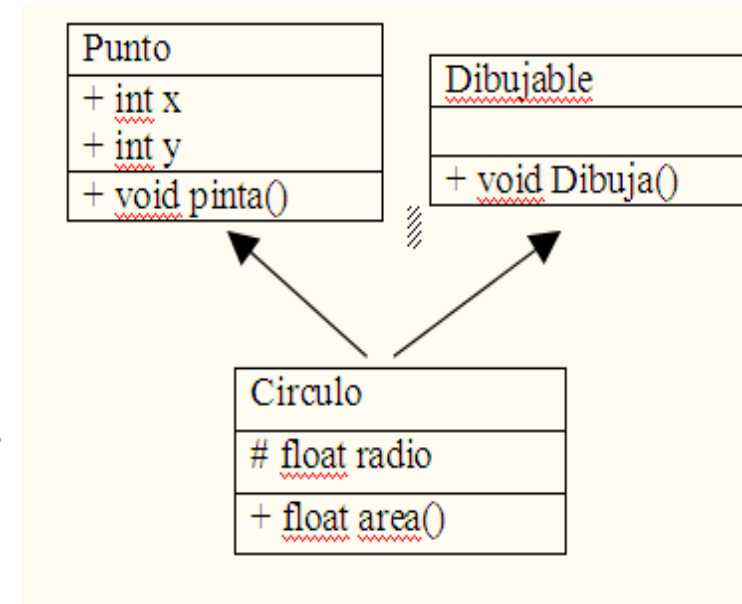 Punto
+ int x
+ int y
+ void pinta()
Dibujable
+ void Dibuja()
Circulo
# float radio
+ float area()